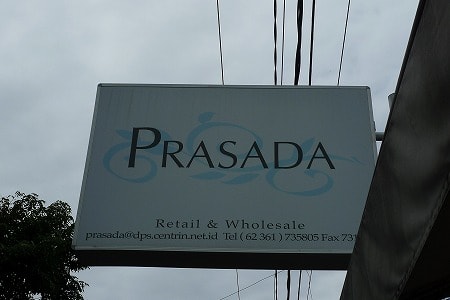 PRASADA
Retail & Wholesale
prasada@dps.centrin.net.id Tel ( 62 361 ) 735805 Fax